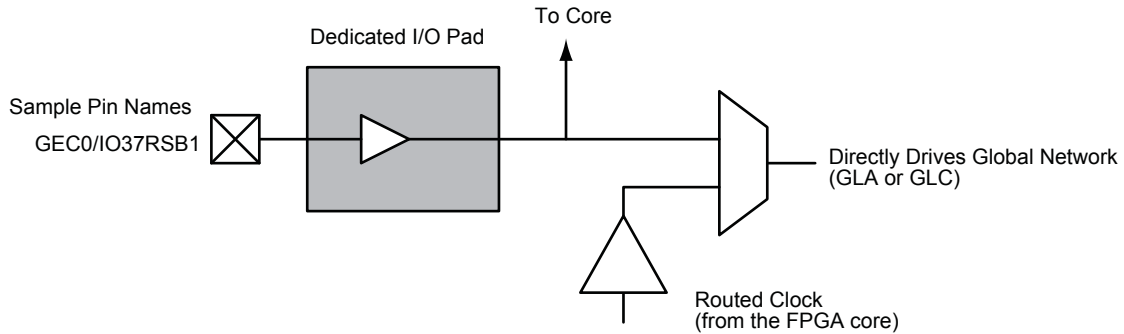 To Core
Dedicated I/O Pad
Sample Pin Names
GEC0/IO37RSB1
Directly Drives Global Network
(GLA or GLC)
Routed Clock
(from the FPGA core)